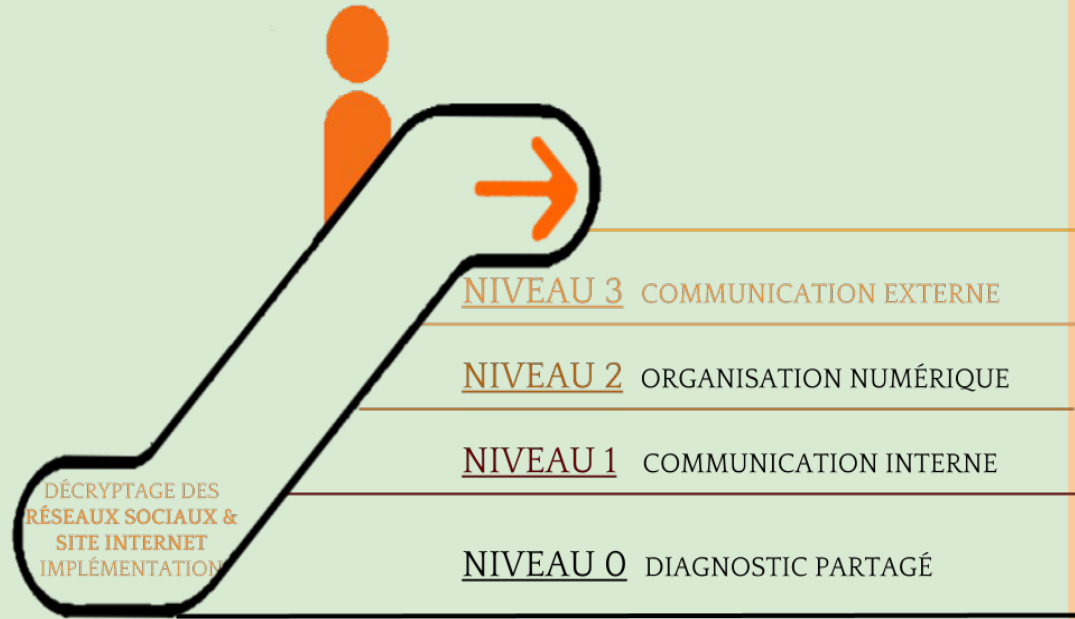 NIVEAU 3 COMMUNICATION EXTERNE
NIVEAU 2 ORGANISATION NUMÉRIQUE
NIVEAU 1 COMMUNICATION INTERNE
NIVEAU 0 DIAGNOSTIC PARTAGÉ
DÉCRYPTAGE DES
RÉSEAUX SOCIAUX &
SITE INTERNET
IMPLÉMENTATION